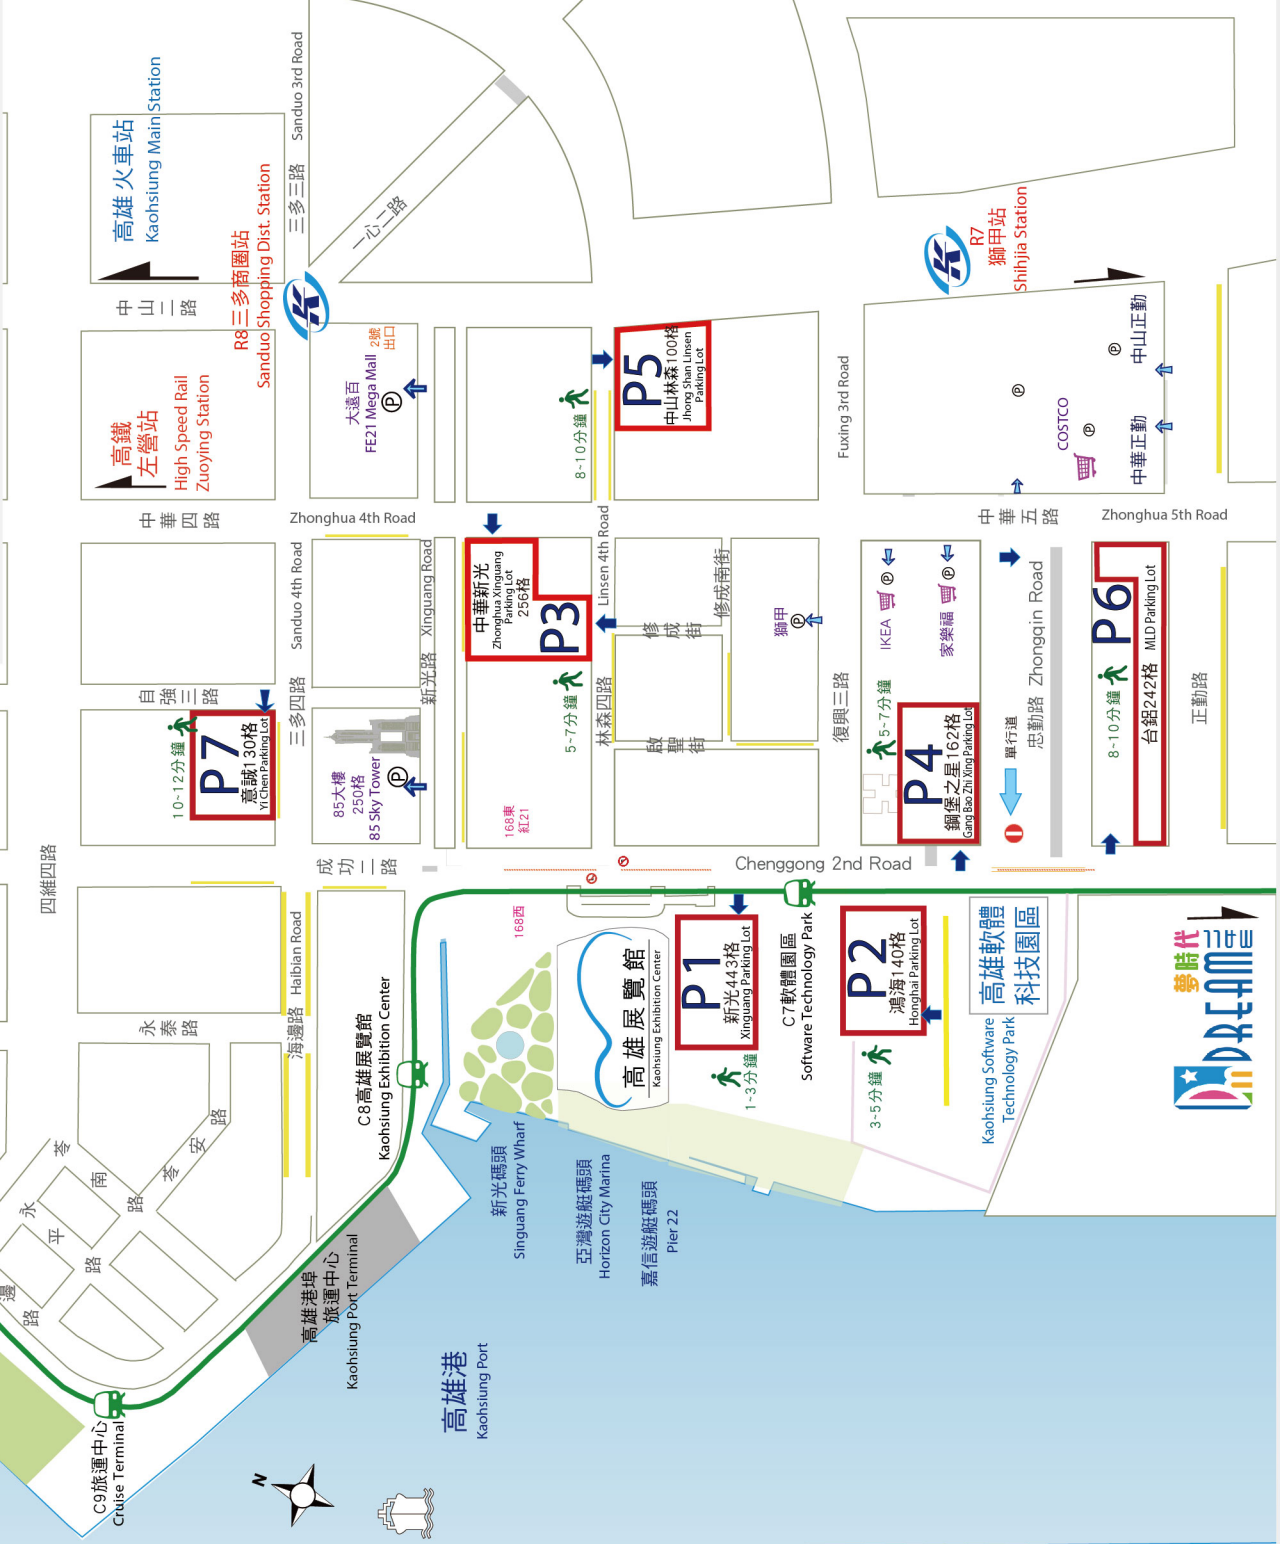 高雄火車站
Kaohsiung Main Station
R8三多商圈站
Sanduo Shopping Dist. Station
三多三路 Sanduo 3rd Road
一心二路
中山二路
R7
獅甲站
Shihjia Station
高鐵
左營站
High Speed Rail
Zuoying Station
大遠百
FE21 Mega Mall
2號
出口
P
8~10分鐘
P5
中山林森100格
Jhong Shan Linsen
Parking Lot
Fuxing 3rd Road
P
P
P
COSTCO
中山正勤
中華正勤
中華四路
Zhonghua 4th Road
中華五路
Zhonghua 5th Road
Sanduo 4th Road
三多四路
Xinguang Road
新光路
中華新光
Zhonghua Xinguang
Parking Lot
256格
P3
5~7分鐘
Linsen 4th Road
林森四路
修成南街
修成街
啟聖街
獅甲
P
復興三路
IKEA
P
家樂福
P
5~7分鐘
P4
鋼堡之星162格
Gang Bao Zhi Xing Parking Lot
單行道
忠勤路 Zhongqin Road
P6
台鋁242格 MLD Parking Lot
8~10分鐘
正勤路
自強三路
10~12分鐘
P7
意誠130格
Yi Chen Parking Lot
85大樓
250格
85 Sky Tower
P
168東
紅21
四維四路
成功二路
Chenggong 2nd Road
168西
海邊路 Haibian Road
永泰路
C8高雄展覽館
Kaohsiung Exhibition Center
高雄展覽館
Kaohsiung Exhibition Center
P1
新光443格
Xinguang Parking Lot
1~3分鐘
C7軟體園區
Software Technology Park
P2
鴻海140格
Honghai Parking Lot
3~5分鐘
高雄軟體
科技園區
Kaohsiung Software
Technology Park
夢時代
DREAM MALL
苓南路
苓安路
永平路
邊路
新光碼頭
Singuang Ferry Wharf
亞灣遊艇碼頭
Horizon City Marina
嘉信遊艇碼頭
Pier 22
高雄港埠
旅運中心
Kaohsiung Port Terminal
高雄港
Kaohsiung Port
C9旅運中心
Cruise Terminal
N